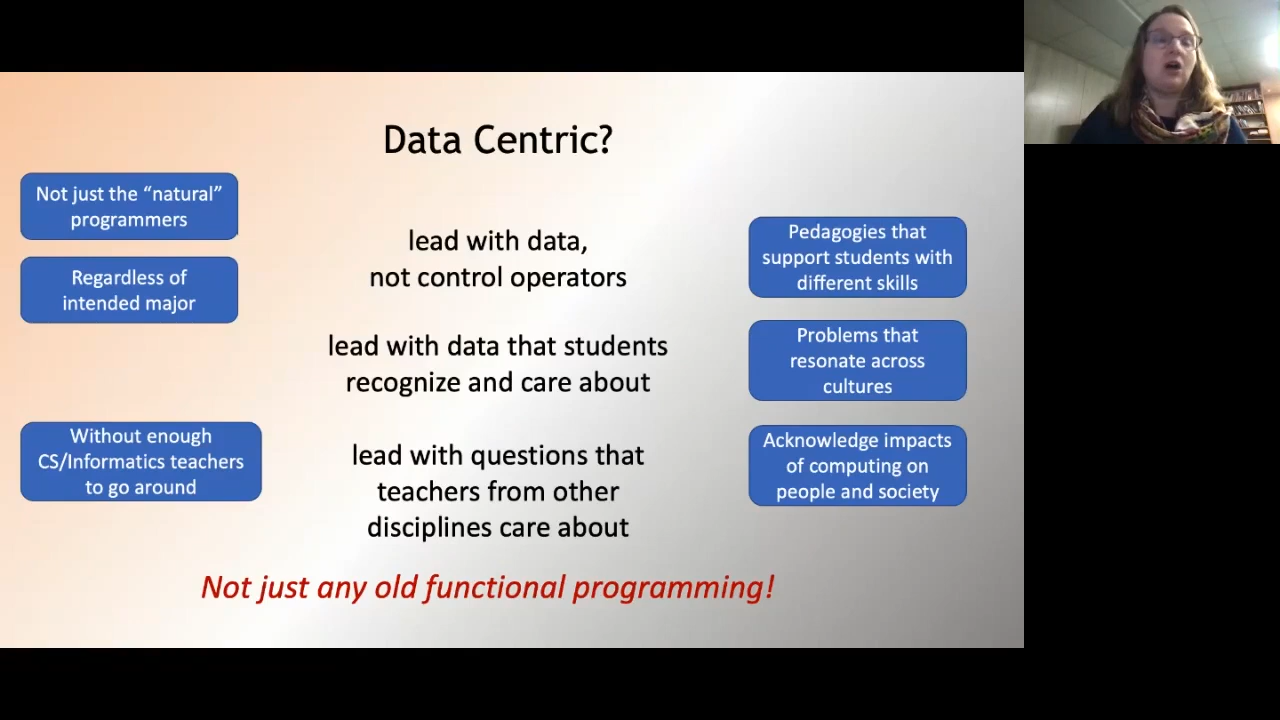 Data Centric?
Not just the “natural”
programmers
Regardless of
intended major
Without enough
CS/Informatics teachers
to go around
lead with data,
not control operators
lead with data that students
recognize and care about
lead with questions that
teachers from other
disciplines care about
Pedagogies that
support students with
different skills
Problems that
resonate across
cultures
Acknowledge impacts
of computing on
people and society
Not just any old functional programming!